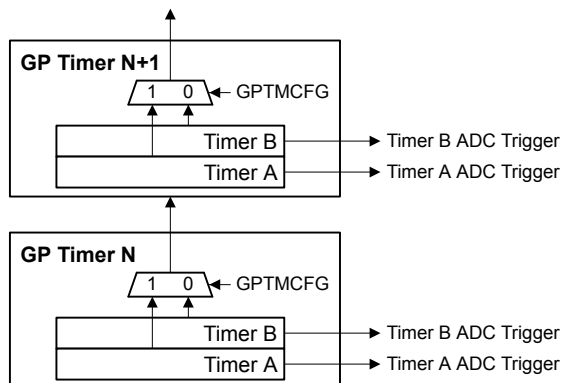 GP Timer N+1
1 0 GPTMCFG
Timer B Timer B ADC Trigger
Timer A Timer A ADC Trigger
GP Timer N
1 0 GPTMCFG
Timer B Timer B ADC Trigger
Timer A Timer A ADC Trigger